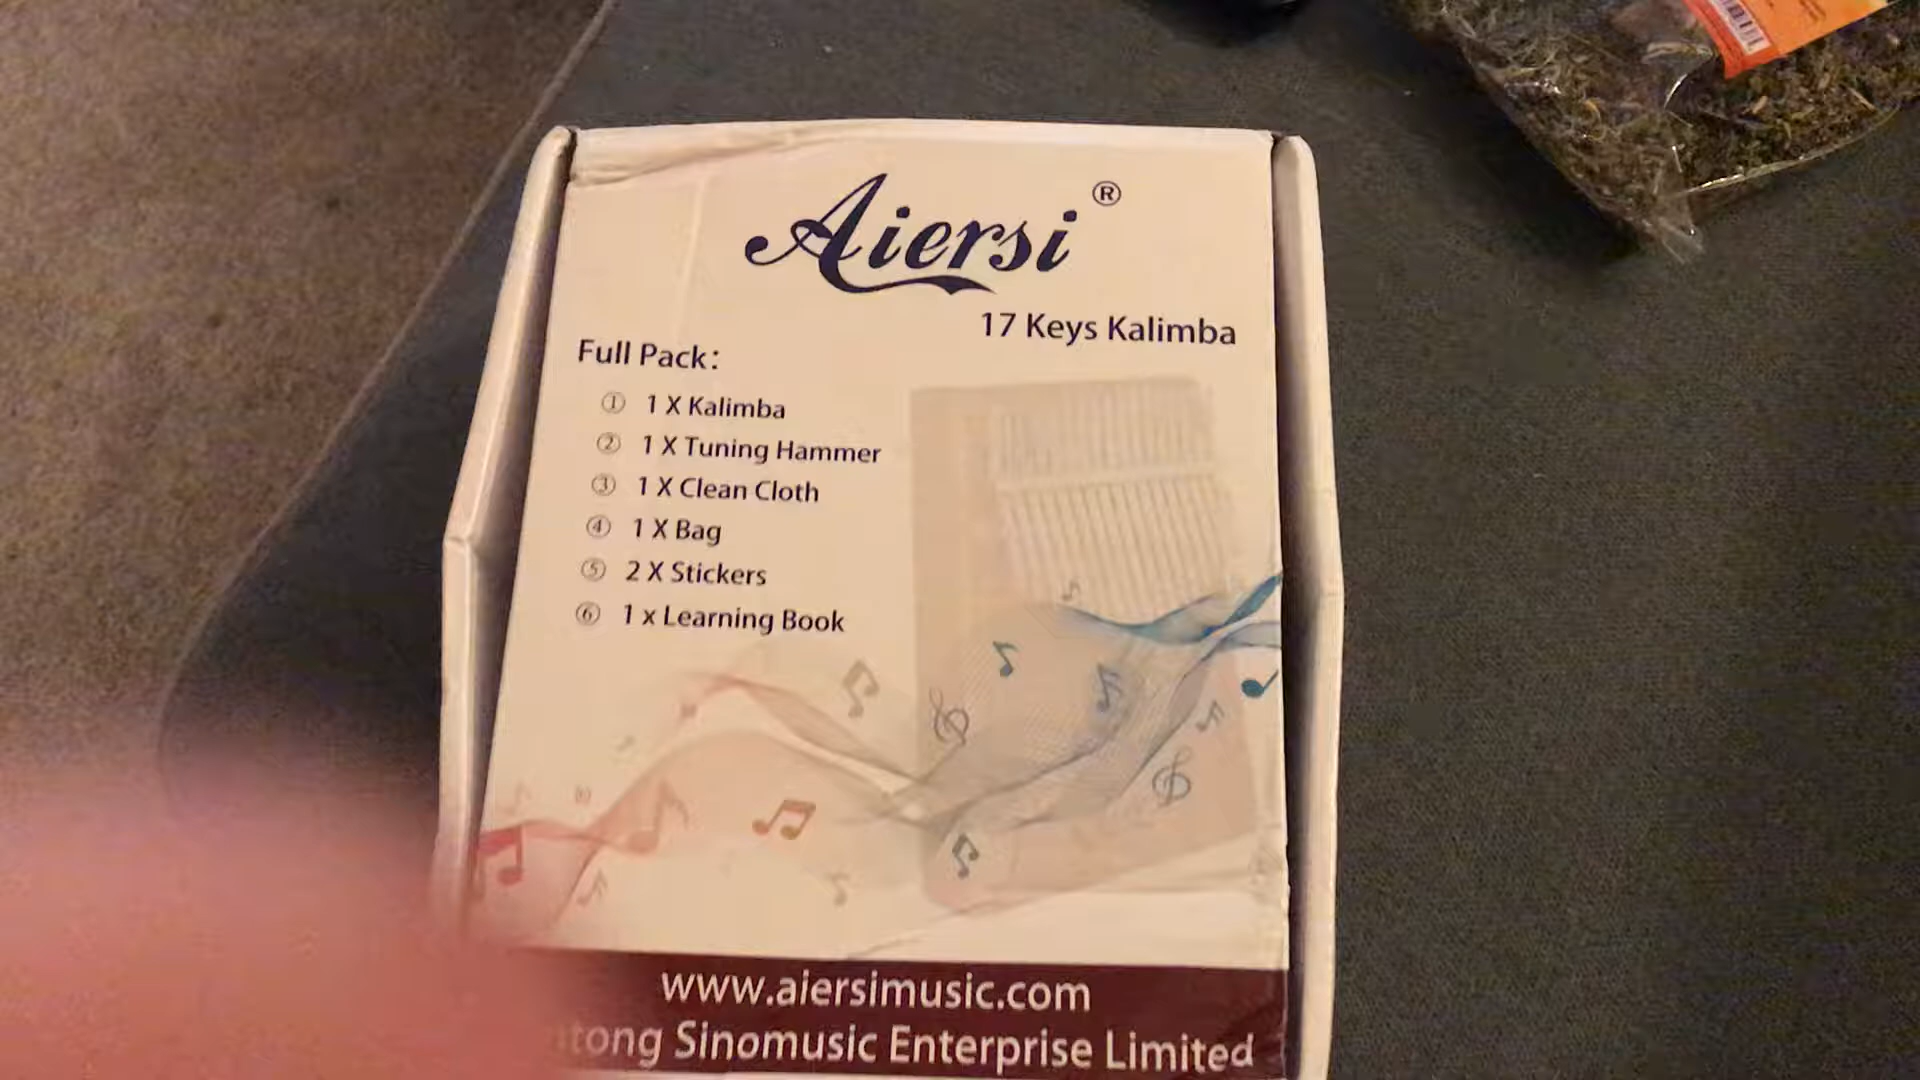 Aiersi ®
17 Keys Kalimba
Full Pack:
① 1 X Kalimba
② 1 X Tuning Hammer
③ 1 X Clean Cloth
④ 1 X Bag
⑤ 2 X Stickers
⑥ 1 x Learning Book
www.aiersimusic.com
Sinomusic Enterprise Limited